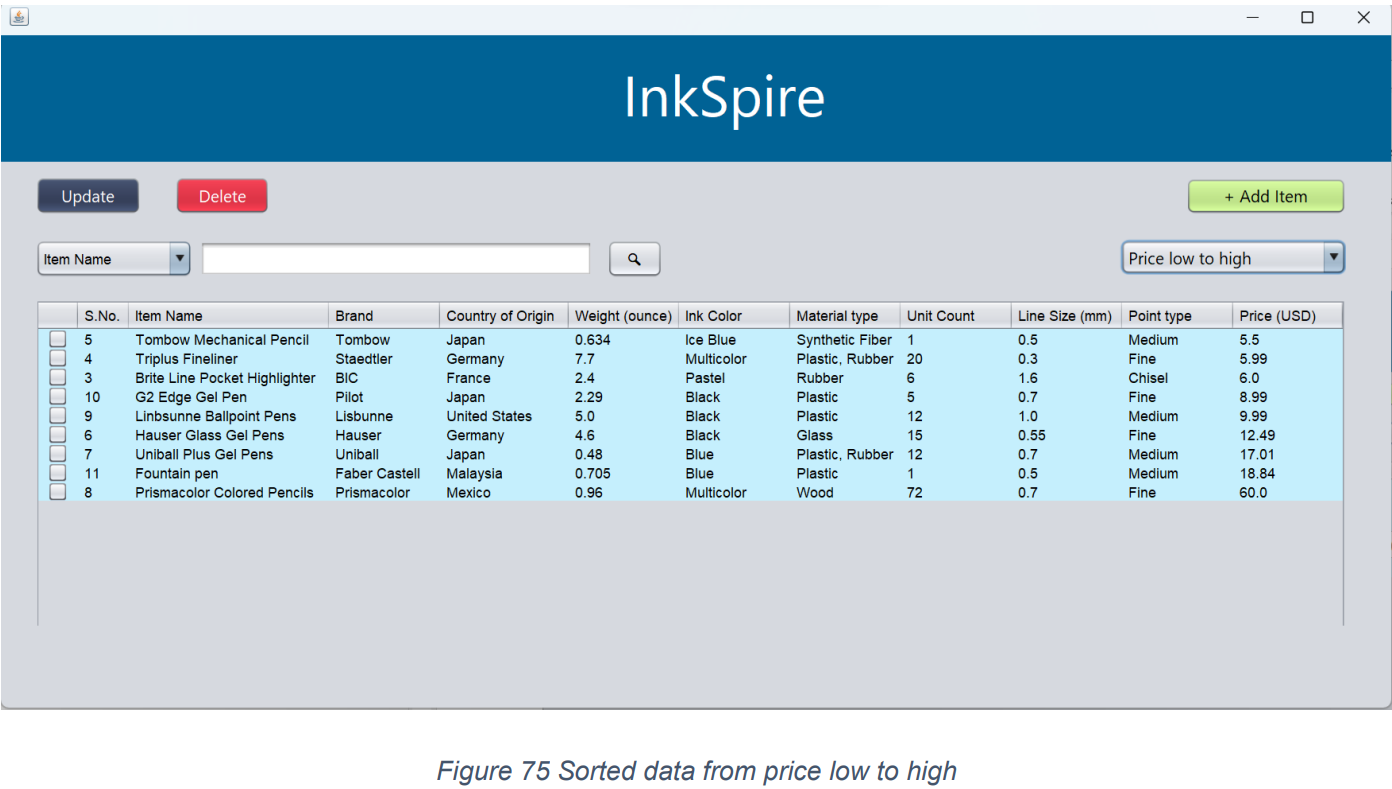 InkSpire
Update Delete + Add Item
Item Name Price low to high
S.No. Item Name Brand Country of Origin Weight (ounce) Ink Color Material type Unit Count Line Size (mm) Point type Price (USD)
5 Tombow Mechanical Pencil Tombow Japan 0.634 Ice Blue Synthetic Fiber 1 0.5 Medium 5.5
4 Triplus Fineliner Staedtler Germany 7.7 Multicolor Plastic, Rubber 20 0.3 Fine 5.99
3 Brite Line Pocket Highlighter BIC France 2.4 Pastel Rubber 6 1.6 Chisel 6.0
10 G2 Edge Gel Pen Pilot Japan 2.29 Black Plastic 5 0.7 Fine 8.99
9 Linbsunne Ballpoint Pens Lisbunne United States 5.0 Black Plastic 12 1.0 Medium 9.99
6 Hauser Glass Gel Pens Hauser Germany 4.6 Black Glass 15 0.55 Fine 12.49
7 Uniball Plus Gel Pens Uniball Japan 0.48 Blue Plastic, Rubber 12 0.7 Medium 17.01
11 Fountain pen Faber Castell Malaysia 0.705 Blue Plastic 1 0.5 Medium 18.84
8 Prismacolor Colored Pencils Prismacolor Mexico 0.96 Multicolor Wood 72 0.7 Fine 60.0
Figure 75 Sorted data from price low to high